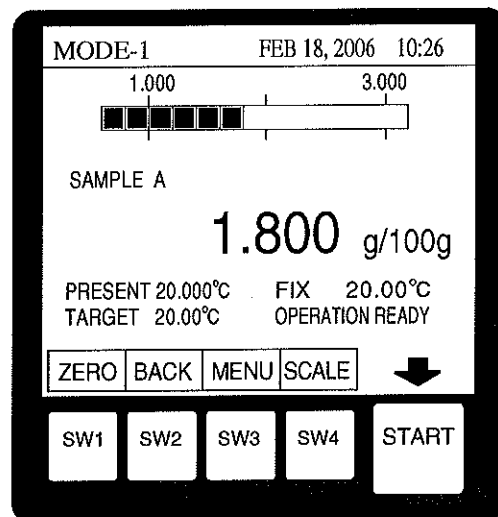 MODE-1 FEB 18, 2006 10:26
1.000 3.000
SAMPLE A
1.800 g/100g
PRESENT 20.000°C FIX 20.00°C
TARGET 20.00°C OPERATION READY
ZERO BACK MENU SCALE
SW1 SW2 SW3 SW4 START